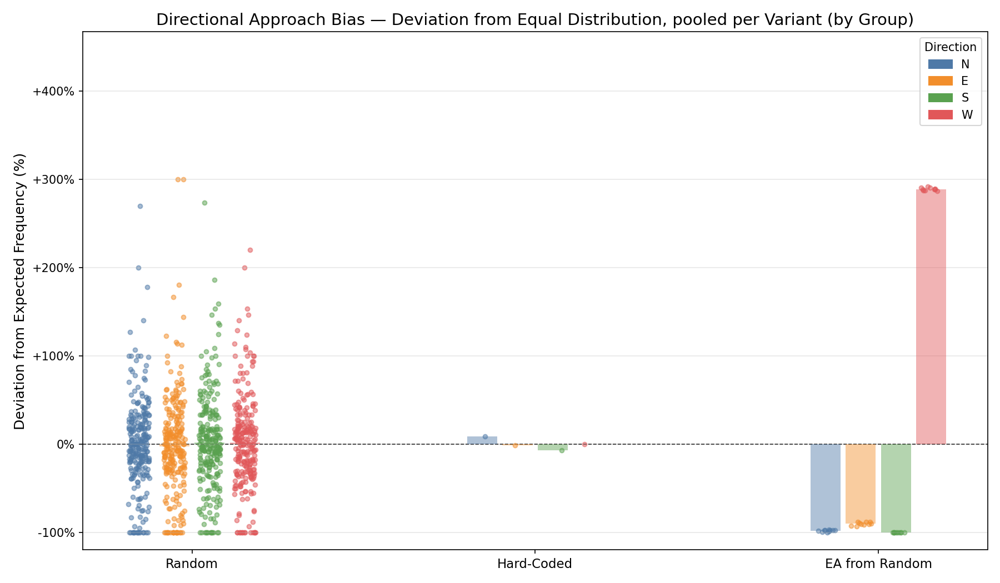 Directional Approach Bias — Deviation from Equal Distribution, pooled per Variant (by Group)
Direction
N
E
S
W
Deviation from Expected Frequency (%)
+400%
+300%
+200%
+100%
0%
-100%
Random
Hard-Coded
EA from Random